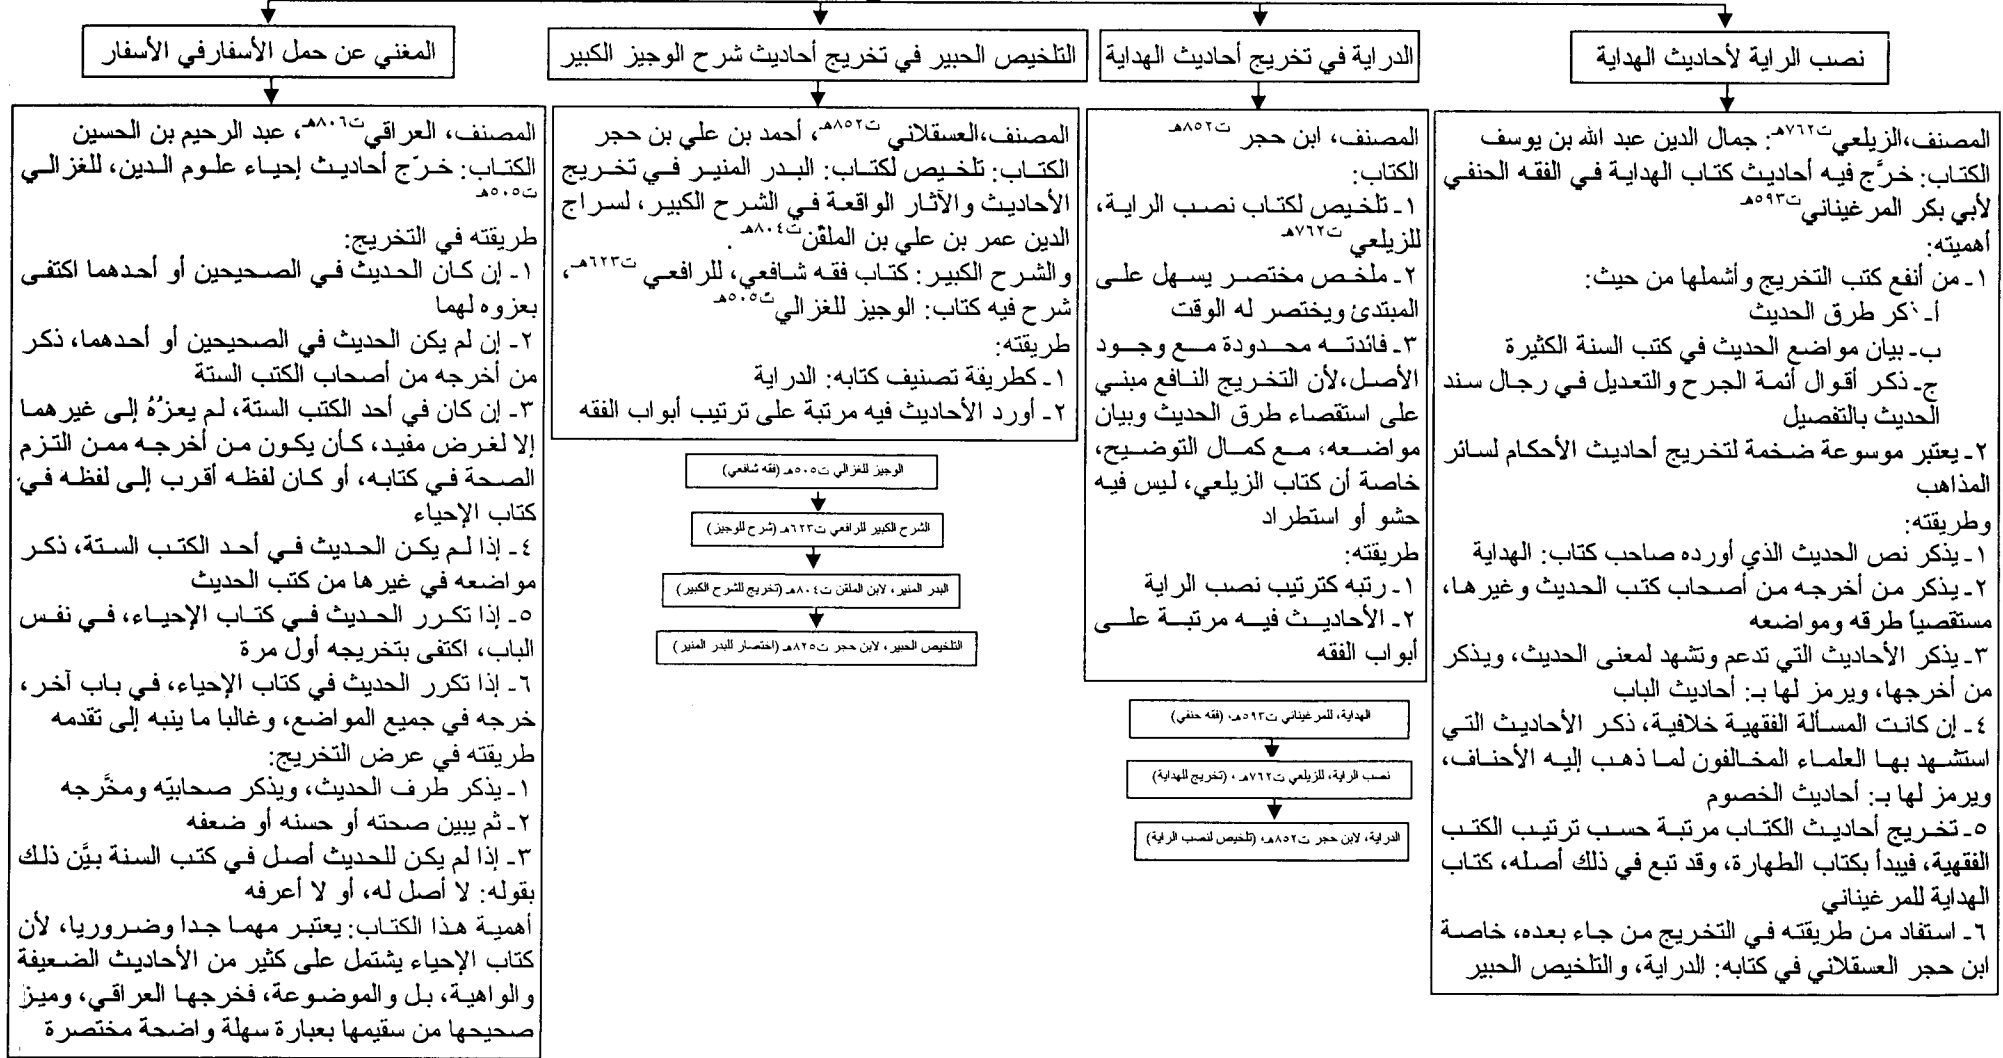 نصب الراية لأحاديث الهداية
المصنف،الزيلعي ت٧٦٢هـ: جمال الدين عبد الله بن يوسف
الكتاب: خرَّج فيه أحاديث كتاب الهداية في الفقه الحنفي
لأبي بكر المرغيناني ت٥٩٣هـ
أهميته:
١- من أنفع كتب التخريج وأشملها من حيث:
أ- ذكر طرق الحديث
ب- بيان مواضع الحديث في كتب السنة الكثيرة
ج- ذكر أقوال أئمة الجرح والتعديل في رجال سند
الحديث بالتفصيل
٢- يعتبر موسوعة ضخمة لتخريج أحاديث الأحكام لسائر
المذاهب
وطريقته:
١- يذكر نص الحديث الذي أورده صاحب كتاب: الهداية
٢- يذكر من أخرجه من أصحاب كتب الحديث وغيرها،
مستقصياً طرقه ومواضعه
٣- يذكر الأحاديث التي تدعم وتشهد لمعنى الحديث، ويذكر
من أخرجها، ويرمز لها بـ: أحاديث الباب
٤- إن كانت المسألة الفقهية خلافية، ذكر الأحاديث التي
استشهد بها العلماء المخالفون لما ذهب إليه الأحناف،
ويرمز لها بـ: أحاديث الخصوم
٥- تخريج أحاديث الكتاب مرتبة حسب ترتيب الكتب
الفقهية، فيبدأ بكتاب الطهارة، وقد تبع في ذلك أصله، كتاب
الهداية للمرغيناني
٦- استفاد من طريقته في التخريج من جاء بعده، خاصة
ابن حجر العسقلاني في كتابه: الدراية، والتلخيص الحبير
الدراية في تخريج أحاديث الهداية
المصنف، ابن حجر ت٨٥٢هـ
الكتاب:
١- تلخيص لكتاب نصب الراية،
للزيلعي ت٧٦٢هـ
٢- ملخص مختصر يسهل على
المبتدئ ويختصر له الوقت
٣- فائدته محدودة مع وجود
الأصل،لأن التخريج النافع مبني
على استقصاء طرق الحديث وبيان
مواضعه، مع كمال التوضيح،
خاصة أن كتاب الزيلعي، ليس فيه
حشو أو استطراد
طريقته:
١- رتبه كترتيب نصب الراية
٢- الأحاديث فيه مرتبة على
أبواب الفقه
الهداية، للمرغيناني ت٥٩٣هـ، (فقه حنفي)
نصب الراية، للزيلعي ت٧٦٢هـ، (تخريج للهداية)
الدراية، لابن حجر ت٨٥٢هـ، (تلخيص لنصب الراية)
التلخيص الحبير في تخريج أحاديث شرح الوجيز الكبير
المصنف،العسقلاني ت٨٥٢هـ، أحمد بن علي بن حجر
الكتاب: تلخيص لكتاب: البدر المنير في تخريج
الأحاديث والآثار الواقعة في الشرح الكبير، لسراج
الدين عمر بن علي بن الملقّن ت٨٠٤هـ .
والشرح الكبير: كتاب فقه شافعي، للرافعي ت٦٢٣هـ،
شرح فيه كتاب: الوجيز للغزالي ت٥٠٥هـ
طريقته:
١- كطريقة تصنيف كتابه: الدراية
٢- أورد الأحاديث فيه مرتبة على ترتيب أبواب الفقه
الوجيز للغزالي ت٥٠٥هـ (فقه شافعي)
الشرح الكبير للرافعي ت٦٢٣هـ (شرح للوجيز)
البدر المنير، لابن الملقن ت٨٠٤هـ (تخريج للشرح الكبير)
التلخيص الحبير، لابن حجر ت٨٢٥هـ (اختصار للبدر المنير)
المغني عن حمل الأسفارفي الأسفار
المصنف، العراقي ت٨٠٦هـ، عبد الرحيم بن الحسين
الكتاب: خرّج أحاديث إحياء علوم الدين، للغزالي
ت٥٠٥هـ
طريقته في التخريج:
١- إن كان الحديث في الصحيحين أو أحدهما اكتفى
بعزوه لهما
٢- إن لم يكن الحديث في الصحيحين أو أحدهما، ذكر
من أخرجه من أصحاب الكتب الستة
٣- إن كان في أحد الكتب الستة، لم يعزُهُ إلى غيرهما
إلا لغرض مفيد، كأن يكون من أخرجه ممن التزم
الصحة في كتابه، أو كان لفظه أقرب إلى لفظه في
كتاب الإحياء
٤- إذا لم يكن الحديث في أحد الكتب الستة، ذكر
مواضعه في غيرها من كتب الحديث
٥- إذا تكرر الحديث في كتاب الإحياء، في نفس
الباب، اكتفى بتخريجه أول مرة
٦- إذا تكرر الحديث في كتاب الإحياء، في باب آخر،
خرجه في جميع المواضع، وغالبا ما ينبه إلى تقدمه
طريقته في عرض التخريج:
١- يذكر طرف الحديث، ويذكر صحابيّه ومخَّرجه
٢- ثم يبين صحته أو حسنه أو ضعفه
٣- إذا لم يكن للحديث أصل في كتب السنة بيَّن ذلك
بقوله: لا أصل له، أو لا أعرفه
أهمية هذا الكتاب: يعتبر مهما جدا وضروريا، لأن
كتاب الإحياء يشتمل على كثير من الأحاديث الضعيفة
والواهية، بل والموضوعة، فخرجها العراقي، وميز
صحيحها من سقيمها بعبارة سهلة واضحة مختصرة